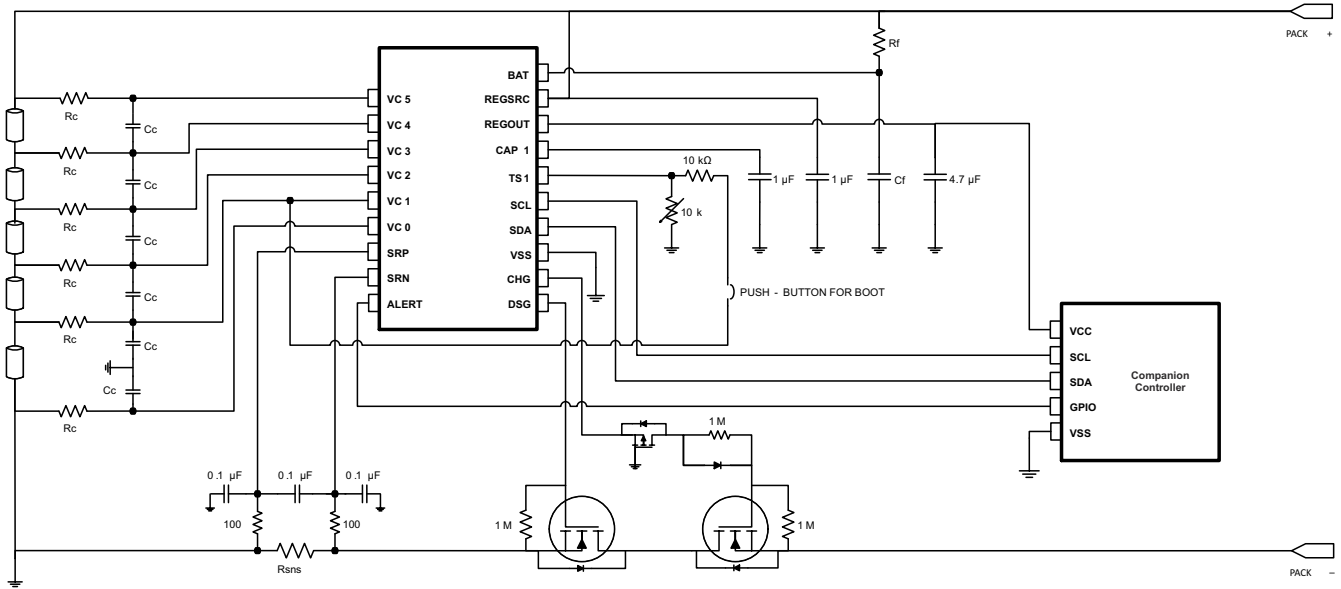 PACK +
Rf
BAT
VC 5
REGSRC
Rc
Cc
VC 4
REGOUT
VC 3
CAP 1
10 kΩ
Rc
VC 2
TS1
1 µF
1 µF
Cf
4.7 µF
Cc
VC 1
SCL
10 k
Rc
VC 0
SDA
Cc
SRP
VSS
SRN
CHG
Rc
Cc
ALERT
DSG
PUSH - BUTTON FOR BOOT
VCC
Rc
Cc
SCL
Companion
Controller
SDA
Cc
GPIO
Rc
1 M
VSS
0.1 µF
0.1 µF
0.1 µF
100
100
1 M
1 M
Rsns
PACK –